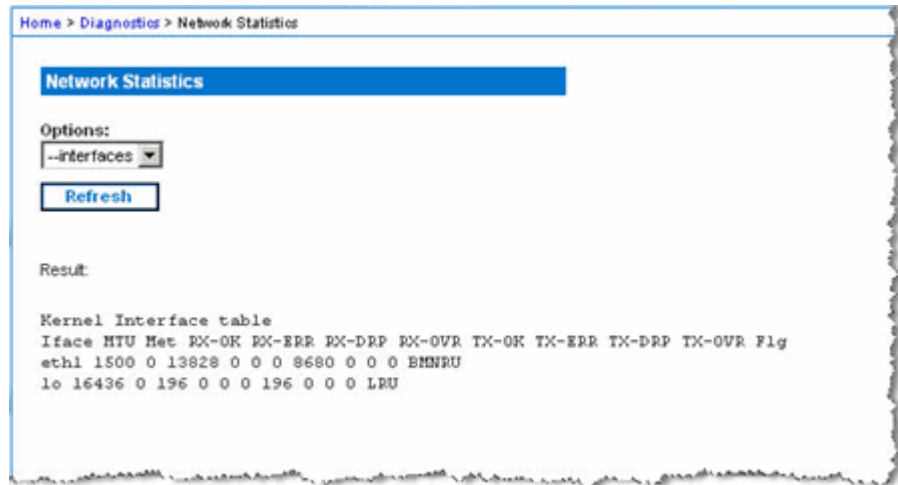 Home > Diagnostics > Network Statistics
Network Statistics
Options:
--interfaces
Refresh
Result:
Kernel Interface table
Iface MTU Met RX-OK RX-ERR RX-DRP RX-OVR TX-OK TX-ERR TX-DRP TX-OVR Flg
eth1 1500 0 13828 0 0 0 8680 0 0 0 BMNRU
lo 16436 0 196 0 0 0 196 0 0 0 LRU